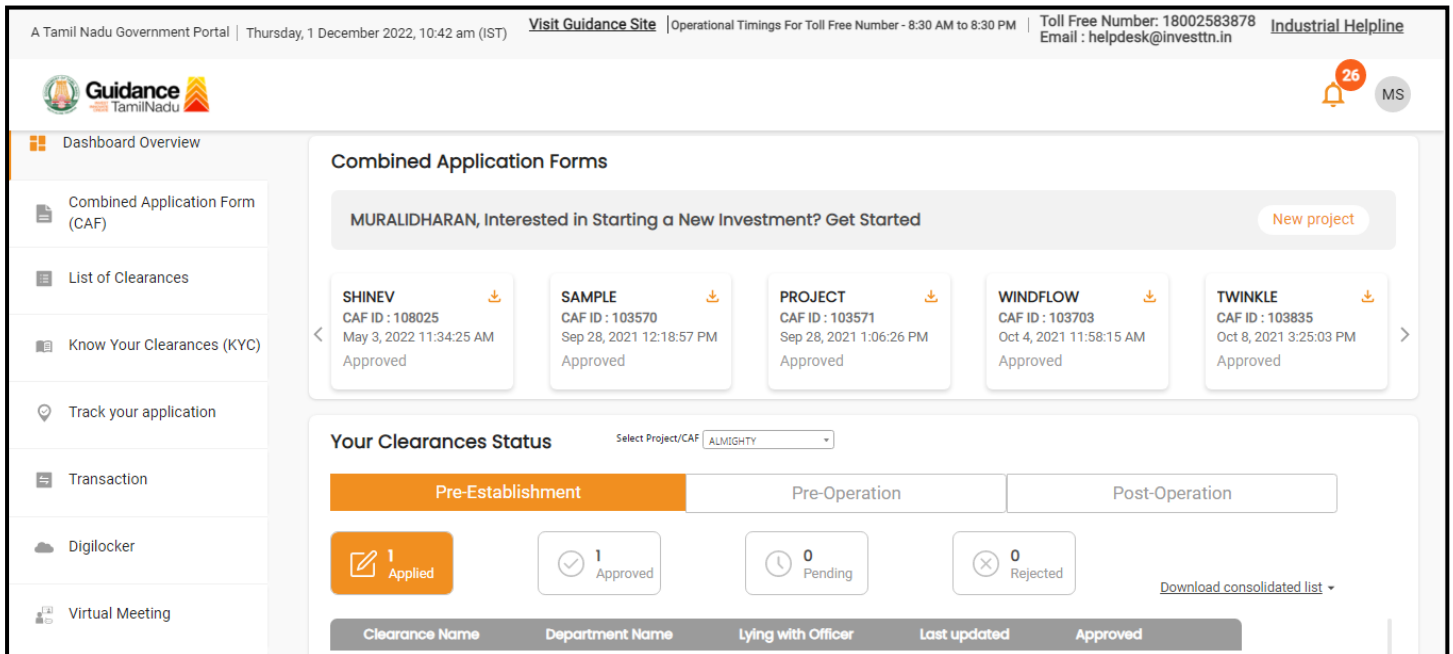 A Tamil Nadu Government Portal | Thursday, 1 December 2022, 10:42 am (IST)
Visit Guidance Site | Operational Timings For Toll Free Number - 8:30 AM to 8:30 PM |
Toll Free Number: 18002583878
Email : helpdesk@investtn.in
Industrial Helpline
Guidance
TamilNadu
26
MS
Dashboard Overview
Combined Application Form
(CAF)
List of Clearances
Know Your Clearances (KYC)
Track your application
Transaction
Digilocker
Virtual Meeting
Combined Application Forms
MURALIDHARAN, Interested in Starting a New Investment? Get Started
New project
SHINEV
CAF ID : 108025
May 3, 2022 11:34:25 AM
Approved
SAMPLE
CAF ID : 103570
Sep 28, 2021 12:18:57 PM
Approved
PROJECT
CAF ID : 103571
Sep 28, 2021 1:06:26 PM
Approved
WINDFLOW
CAF ID : 103703
Oct 4, 2021 11:58:15 AM
Approved
TWINKLE
CAF ID : 103835
Oct 8, 2021 3:25:03 PM
Approved
Your Clearances Status
Select Project/CAF ALMIGHTY
Pre-Establishment
Pre-Operation
Post-Operation
1
Applied
1
Approved
0
Pending
0
Rejected
Download consolidated list
Clearance Name
Department Name
Lying with Officer
Last updated
Approved